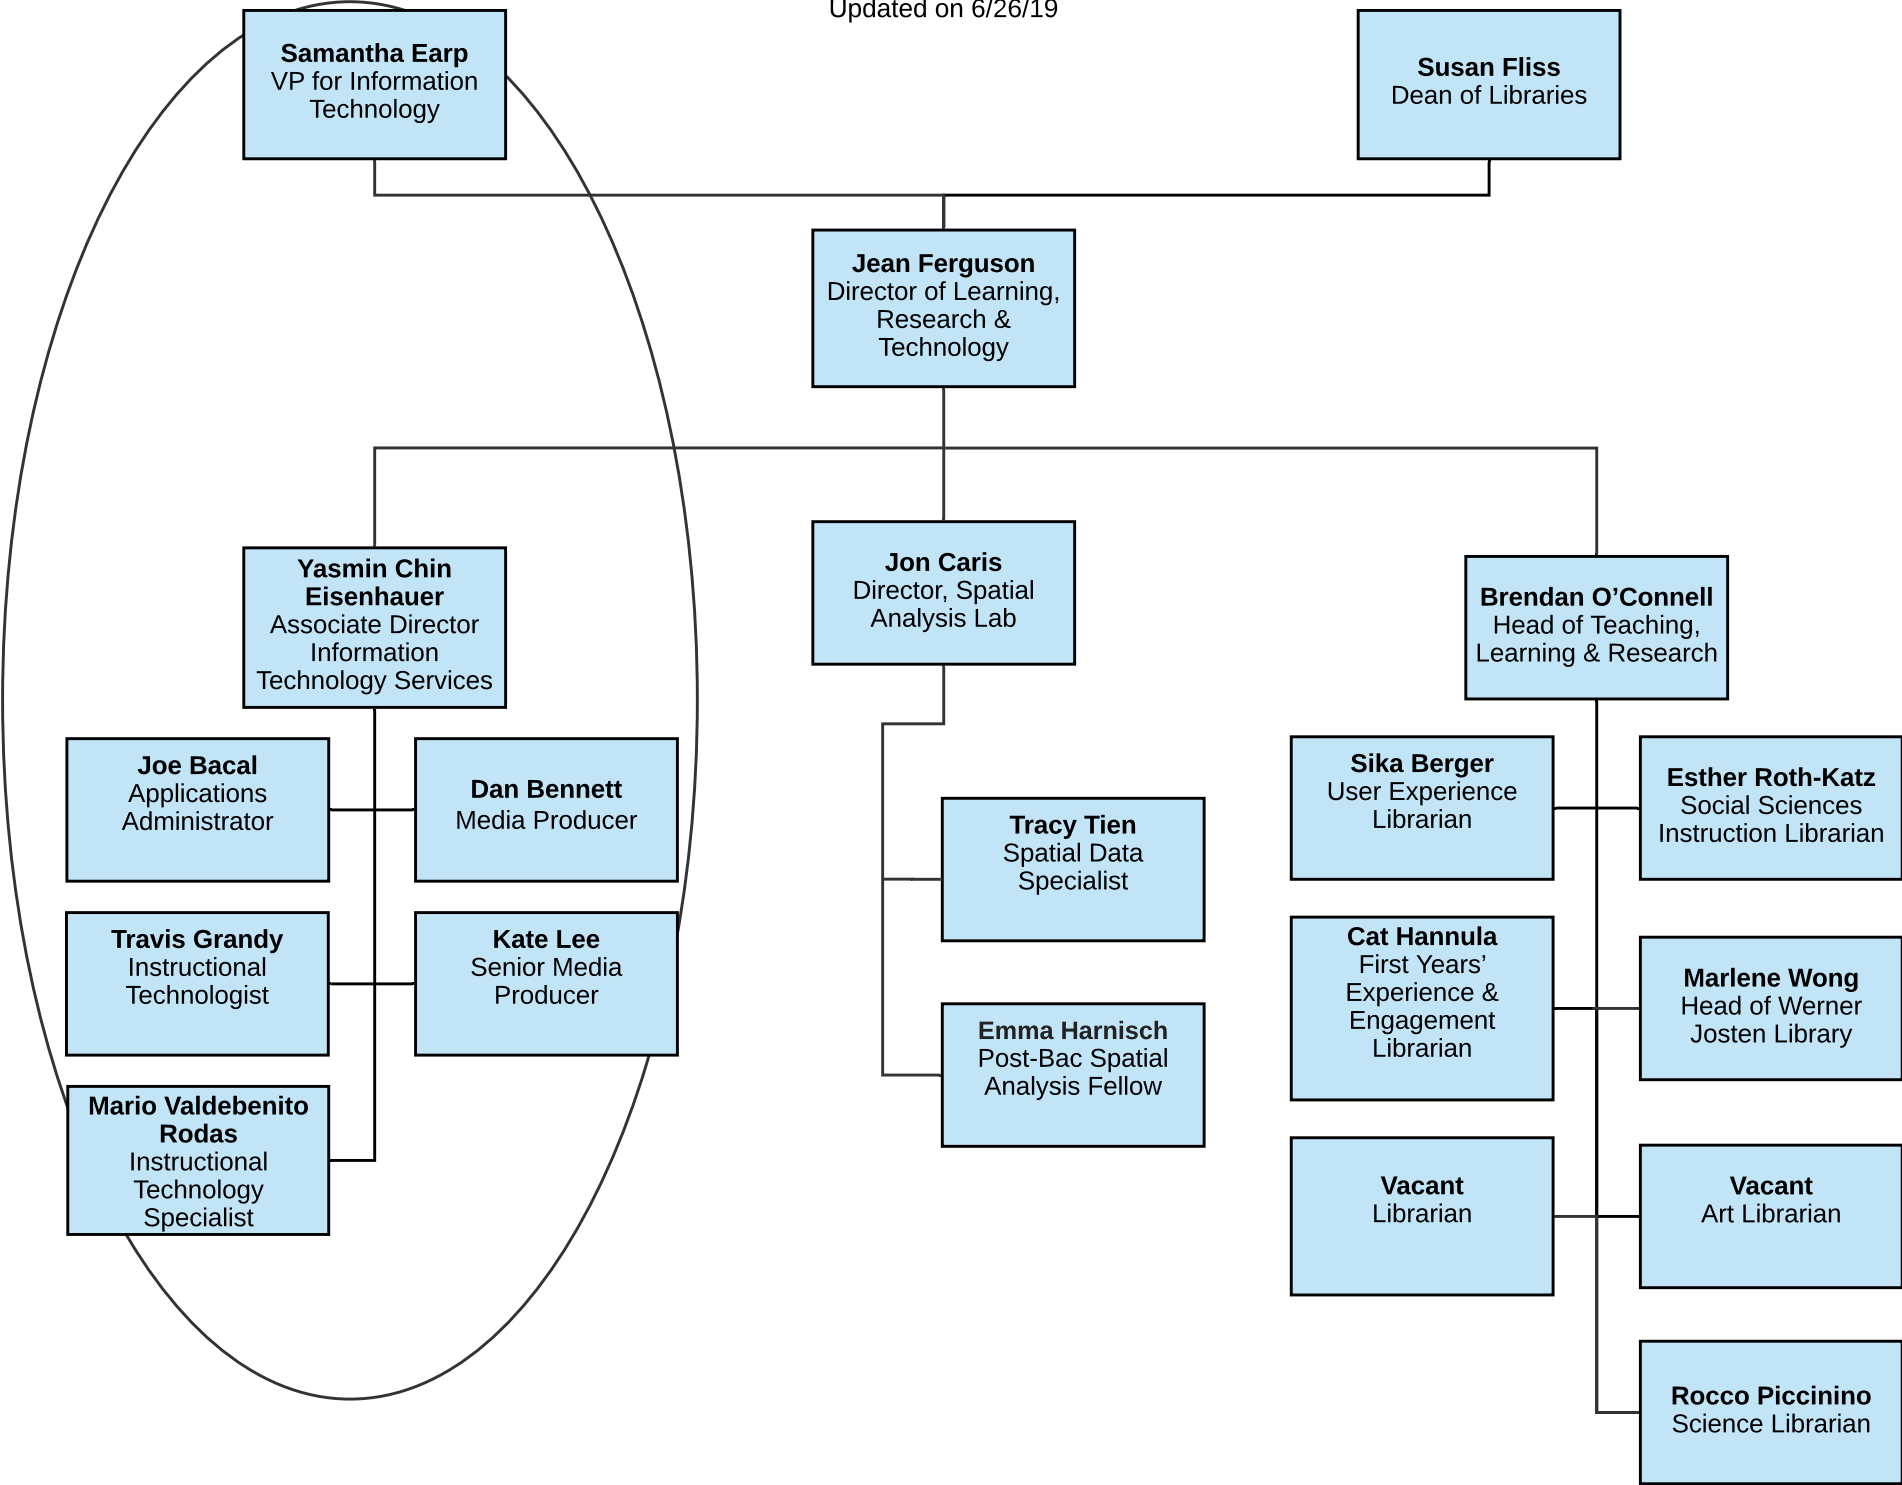 Updated on 6/26/19
Samantha Earp
VP for Information
Technology
Susan Fliss
Dean of Libraries
Jean Ferguson
Director of Learning,
Research &
Technology
Yasmin Chin
Eisenhauer
Associate Director
Information
Technology Services
Jon Caris
Director, Spatial
Analysis Lab
Brendan O’Connell
Head of Teaching,
Learning & Research
Joe Bacal
Applications
Administrator
Dan Bennett
Media Producer
Travis Grandy
Instructional
Technologist
Kate Lee
Senior Media
Producer
Mario Valdebenito
Rodas
Instructional
Technology
Specialist
Tracy Tien
Spatial Data
Specialist
Emma Harnisch
Post-Bac Spatial
Analysis Fellow
Sika Berger
User Experience
Librarian
Esther Roth-Katz
Social Sciences
Instruction Librarian
Cat Hannula
First Years’
Experience &
Engagement
Librarian
Marlene Wong
Head of Werner
Josten Library
Vacant
Librarian
Vacant
Art Librarian
Rocco Piccinino
Science Librarian